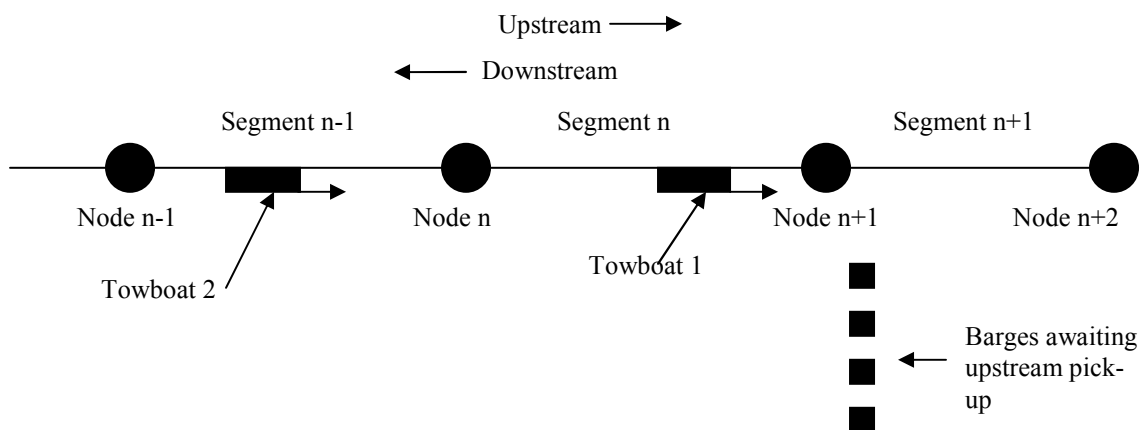 Upstream
Downstream
Segment n-1
Segment n
Segment n+1
Node n-1
Node n
Node n+1
Node n+2
Towboat 2
Towboat 1
Barges awaiting
upstream pick-
up